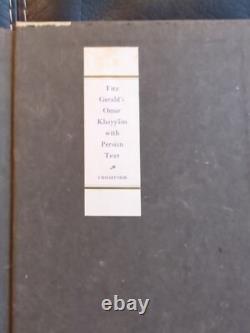 Fitz
Gerald's
Omar
Khayyám
with
Persian
Text